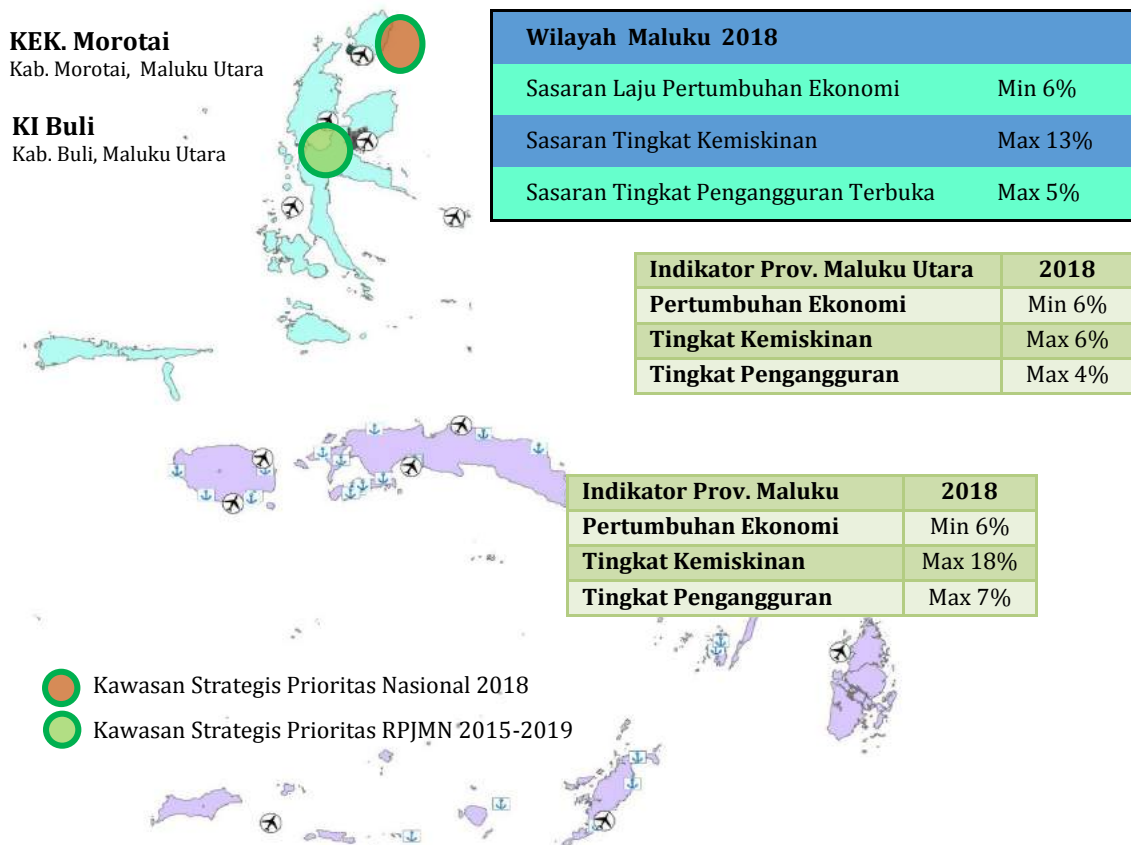 KEK. Morotai
Kab. Morotai, Maluku Utara
KI Buli
Kab. Buli, Maluku Utara
Wilayah Maluku 2018
Sasaran Laju Pertumbuhan Ekonomi Min 6%
Sasaran Tingkat Kemiskinan Max 13%
Sasaran Tingkat Pengangguran Terbuka Max 5%
Indikator Prov. Maluku Utara 2018
Pertumbuhan Ekonomi Min 6%
Tingkat Kemiskinan Max 6%
Tingkat Pengangguran Max 4%
Indikator Prov. Maluku 2018
Pertumbuhan Ekonomi Min 6%
Tingkat Kemiskinan Max 18%
Tingkat Pengangguran Max 7%
Kawasan Strategis Prioritas Nasional 2018
Kawasan Strategis Prioritas RPJMN 2015-2019